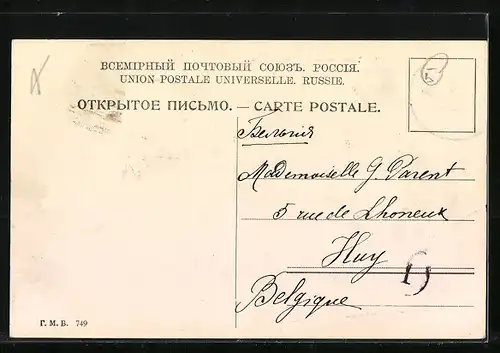 ВСЕМІРНЫЙ ПОЧТОВЫЙ СОЮЗЪ. РОССІЯ.
UNION POSTALE UNIVERSELLE. RUSSIE.
ОТКРЫТОЕ ПИСЬМО. — CARTE POSTALE.
Бельгія
Mademoiselle G. Parent
5 rue de Lhoneux
Huy
Belgique
Г. М. В. 749